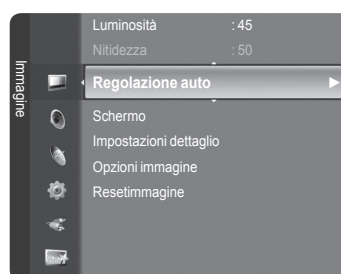 Immagine
Luminosità : 45
Nitidezza : 50
Regolazione auto
Schermo
Impostazioni dettaglio
Opzioni immagine
Resetimmagine